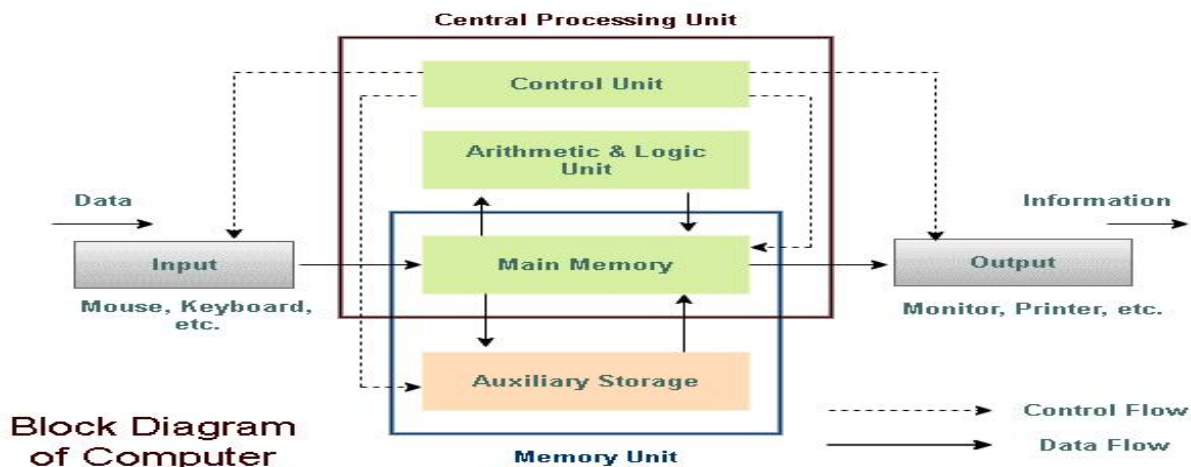 Central Processing Unit
Control Unit
Arithmetic & Logic
Unit
Data
Information
Input
Main Memory
Output
Mouse, Keyboard,
etc.
Monitor, Printer, etc.
Auxiliary Storage
Control Flow
Block Diagram
of Computer
Data Flow
Memory Unit